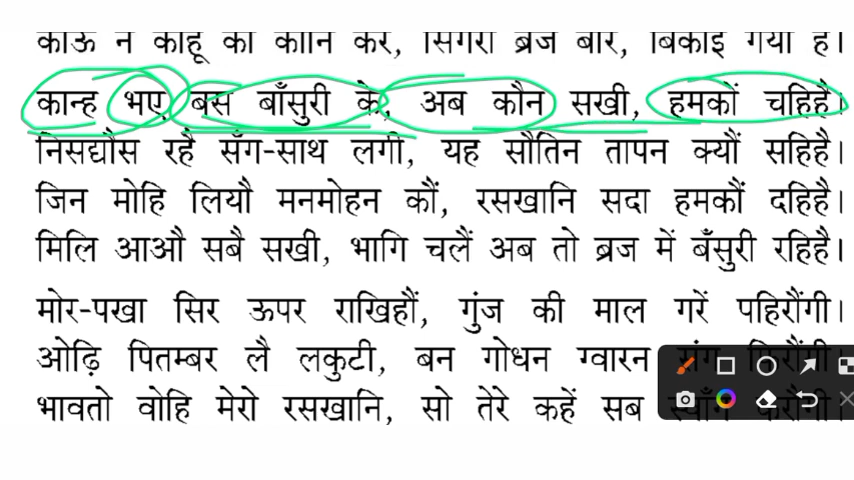 काऊ न काहू की कानि करै, सिगरो ब्रज बीर, बिकाइ गयौ है।
कान्ह भए बस बाँसुरी के, अब कौन सखी, हमकों चहिहै।
निसद्यौस रहै सँग-साथ लगी, यह सौतिन तापन क्यौं सहिहै।
जिन मोहि लियौ मनमोहन कौं, रसखानि सदा हमकौं दहिहै।
मिलि आऔ सबै सखी, भागि चलैं अब तो ब्रज में बँसुरी रहिहै।
मोर-पखा सिर ऊपर राखिहौं, गुंज की माल गरें पहिरौंगी।
ओढ़ि पितम्बर लै लकुटी, बन गोधन ग्वारन संग फिरौंगी।
भावतो वोहि मेरो रसखानि, सो तेरे कहें सब स्वाँग करौंगी।